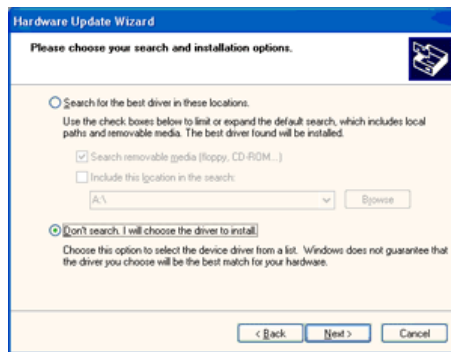 Hardware Update Wizard
Please choose your search and installation options.
Search for the best driver in these locations.
Use the check boxes below to limit or expand the default search, which includes local
paths and removable media. The best driver found will be installed.
Search removable media (floppy, CD-ROM...)
Include this location in the search:
A:\
Browse
Don't search. I will choose the driver to install.
Choose this option to select the device driver from a list. Windows does not guarantee that
the driver you choose will be the best match for your hardware.
< Back
Next >
Cancel